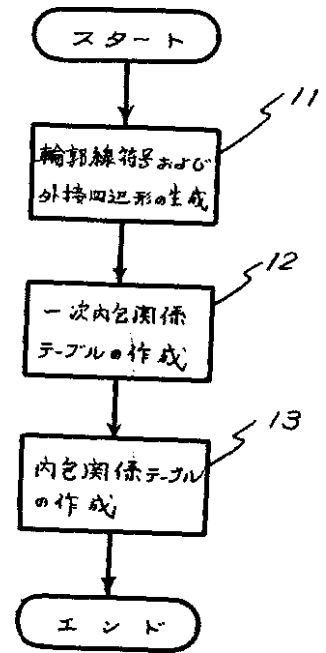 スタート
11
輪郭線符号および
外接四辺形の生成
12
一次内包関係
テーブルの作成
13
内包関係テーブル
の作成
エンド